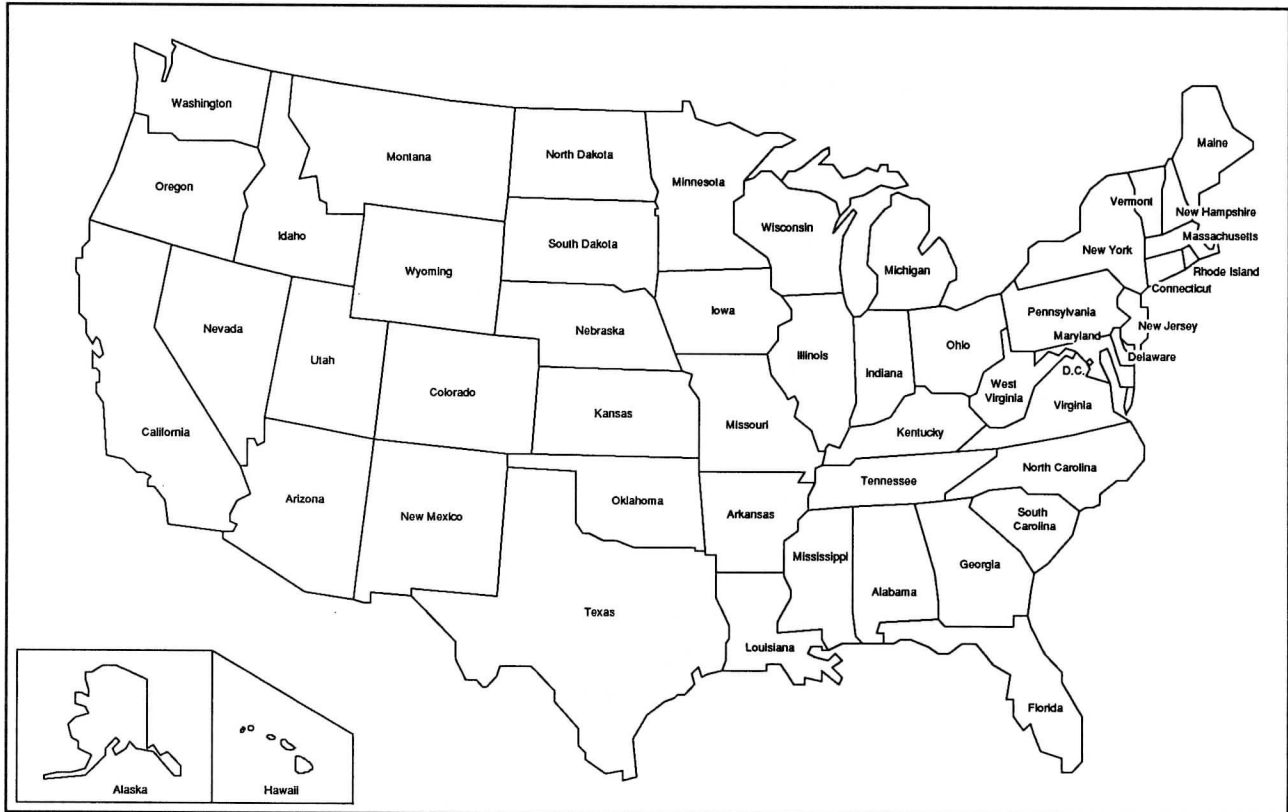 Washington
Maine
Montana
North Dakota
Minnesota
Oregon
Vermont
New Hampshire
Idaho
Wisconsin
Massachusetts
South Dakota
New York
Wyoming
Michigan
Rhode Island
Connecticut
Iowa
Pennsylvania
Nevada
Nebraska
New Jersey
Maryland
Ohio
Utah
Illinois
Delaware
Indiana
D.C.
Colorado
West
Virginia
Kansas
Virginia
California
Missouri
Kentucky
North Carolina
Tennessee
Arizona
Oklahoma
South
Carolina
New Mexico
Arkansas
Mississippi
Georgia
Alabama
Texas
Louisiana
Florida
Alaska
Hawaii